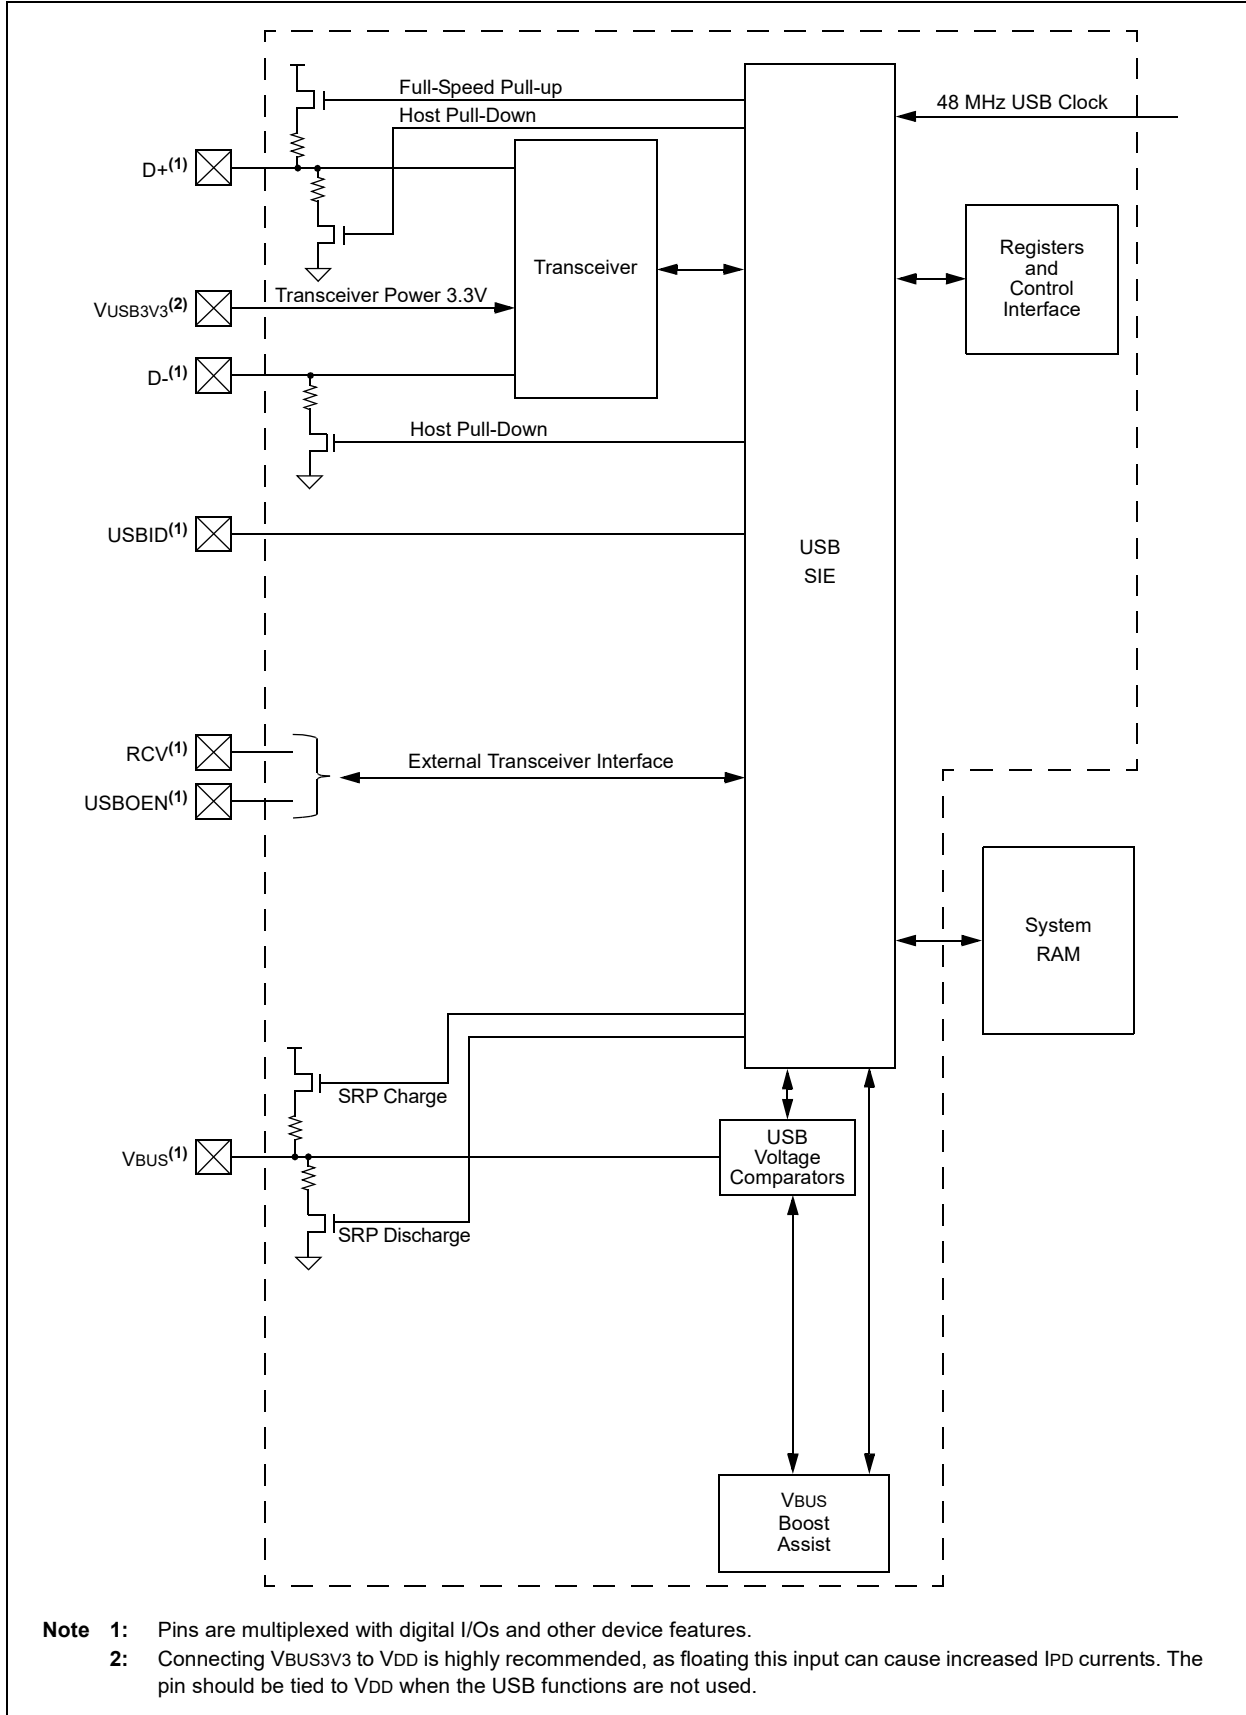 Full-Speed Pull-up
48 MHz USB Clock
Host Pull-Down
D+(1)
Transceiver
Registers
and
Control
Interface
Transceiver Power 3.3V
VUSB3V3(2)
D-(1)
Host Pull-Down
USBID(1)
USB
SIE
RCV(1)
External Transceiver Interface
USBOEN(1)
System
RAM
SRP Charge
VBUS(1)
USB
Voltage
Comparators
SRP Discharge
VBUS
Boost
Assist
Note 1: Pins are multiplexed with digital I/Os and other device features.
2: Connecting VBUS3V3 to VDD is highly recommended, as floating this input can cause increased IPD currents. The
pin should be tied to VDD when the USB functions are not used.